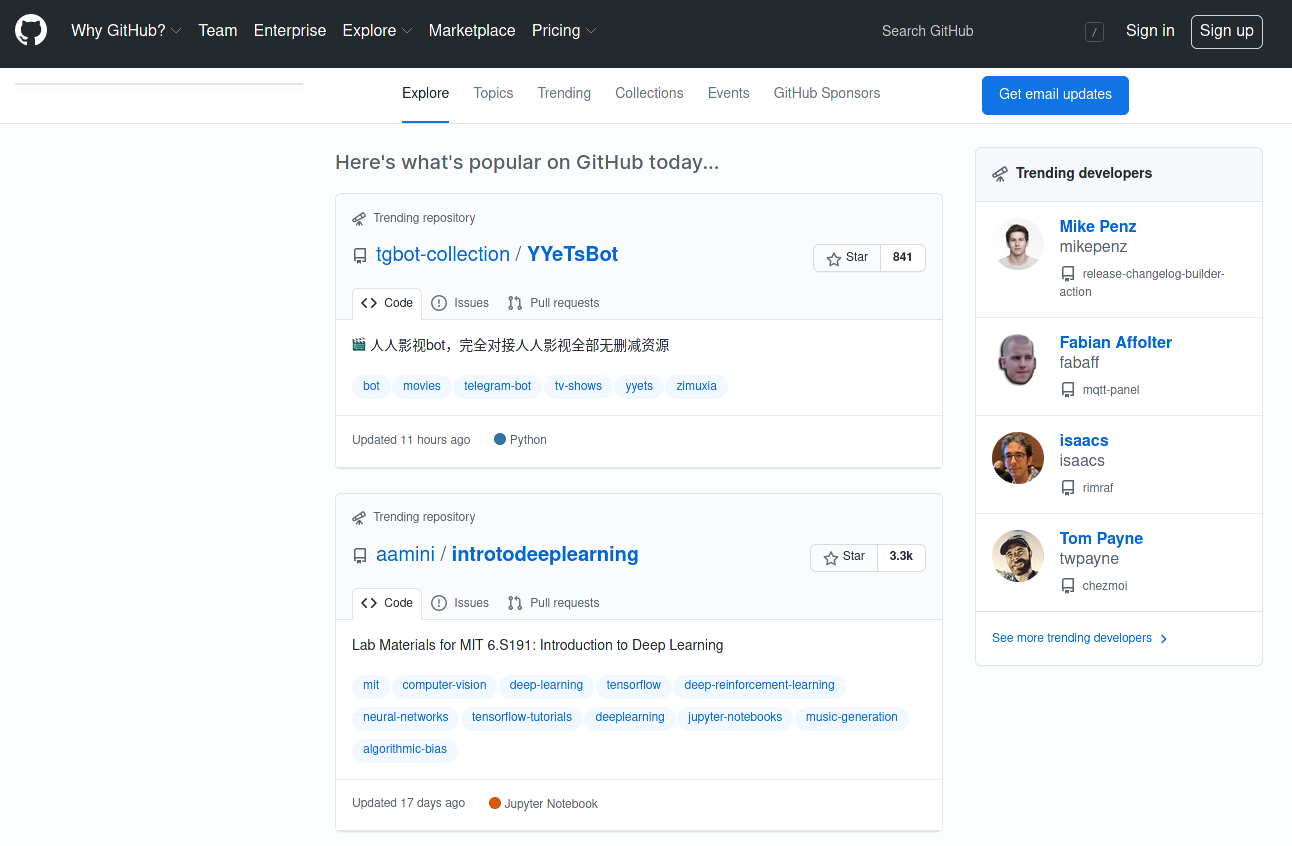 Why GitHub? Team Enterprise Explore Marketplace Pricing Search GitHub / Sign in Sign up
Explore Topics Trending Collections Events GitHub Sponsors Get email updates
Here's what's popular on GitHub today...
Trending repository
tgbot-collection / YYeTsBot
Star 841
Code Issues Pull requests
人人影视bot，完全对接人人影视全部无删减资源
bot movies telegram-bot tv-shows yyets zimuxia
Updated 11 hours ago Python
Trending repository
aamini / introtodeeplearning
Star 3.3k
Code Issues Pull requests
Lab Materials for MIT 6.S191: Introduction to Deep Learning
mit computer-vision deep-learning tensorflow deep-reinforcement-learning
neural-networks tensorflow-tutorials deeplearning jupyter-notebooks music-generation
algorithmic-bias
Updated 17 days ago Jupyter Notebook
Trending developers
Mike Penz
mikepenz
release-changelog-builder-
action
Fabian Affolter
fabaff
mqtt-panel
isaacs
isaacs
rimraf
Tom Payne
twpayne
chezmoi
See more trending developers